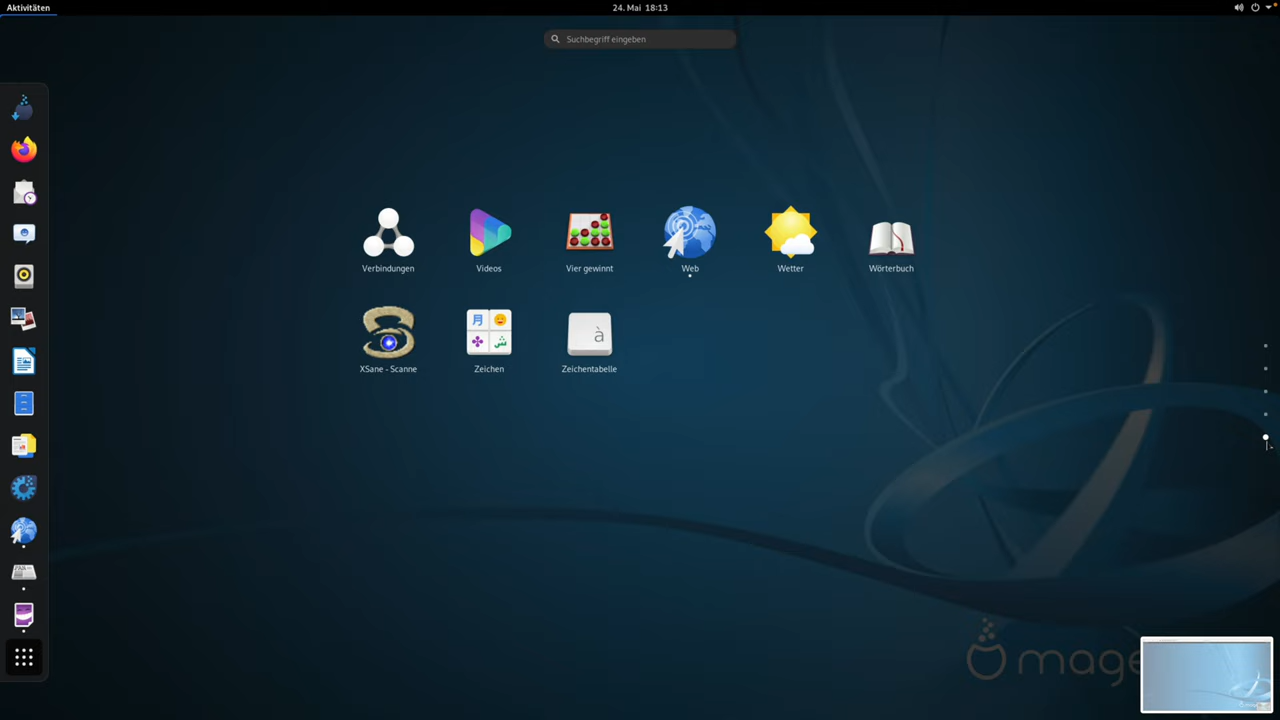 Aktivitäten
24. Mai 18:13
Suchbegriff eingeben
Verbindungen
Videos
Vier gewinnt
Web
Wetter
Wörterbuch
XSane - Scanne
Zeichen
Zeichentabelle
à
mage